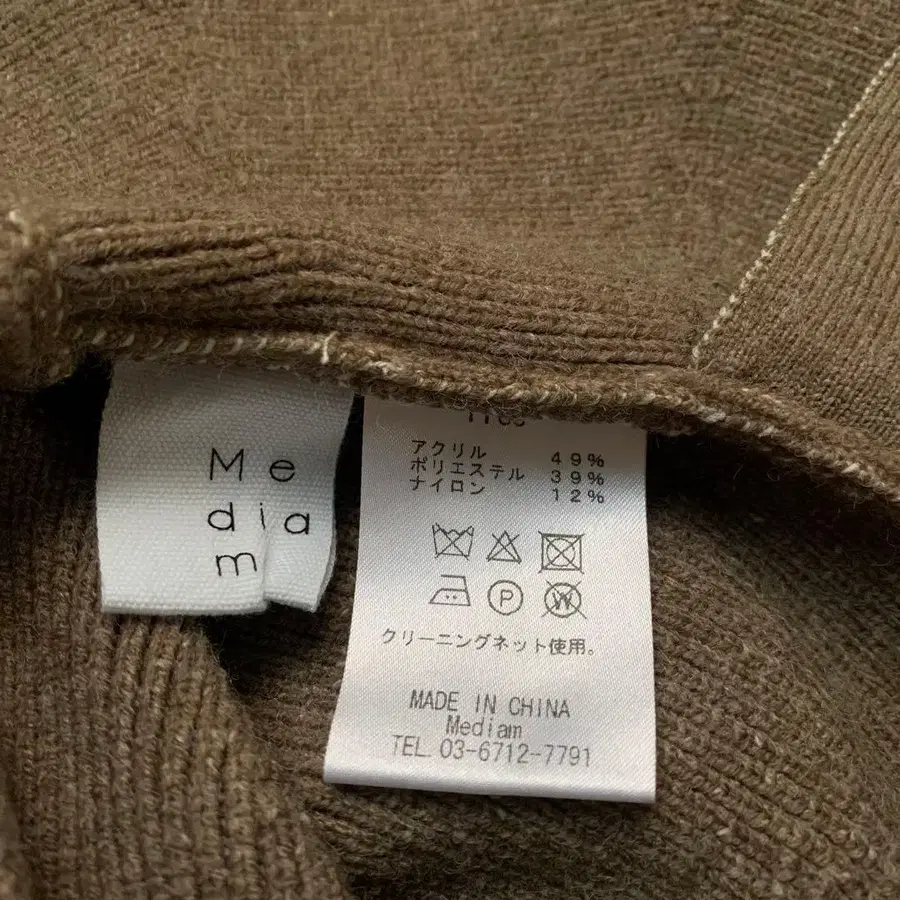 Me
dia
m
アクリル 49%
ポリエステル 39%
ナイロン 12%
P
W
クリーニングネット使用。
MADE IN CHINA
Mediam
TEL. 03-6712-7791